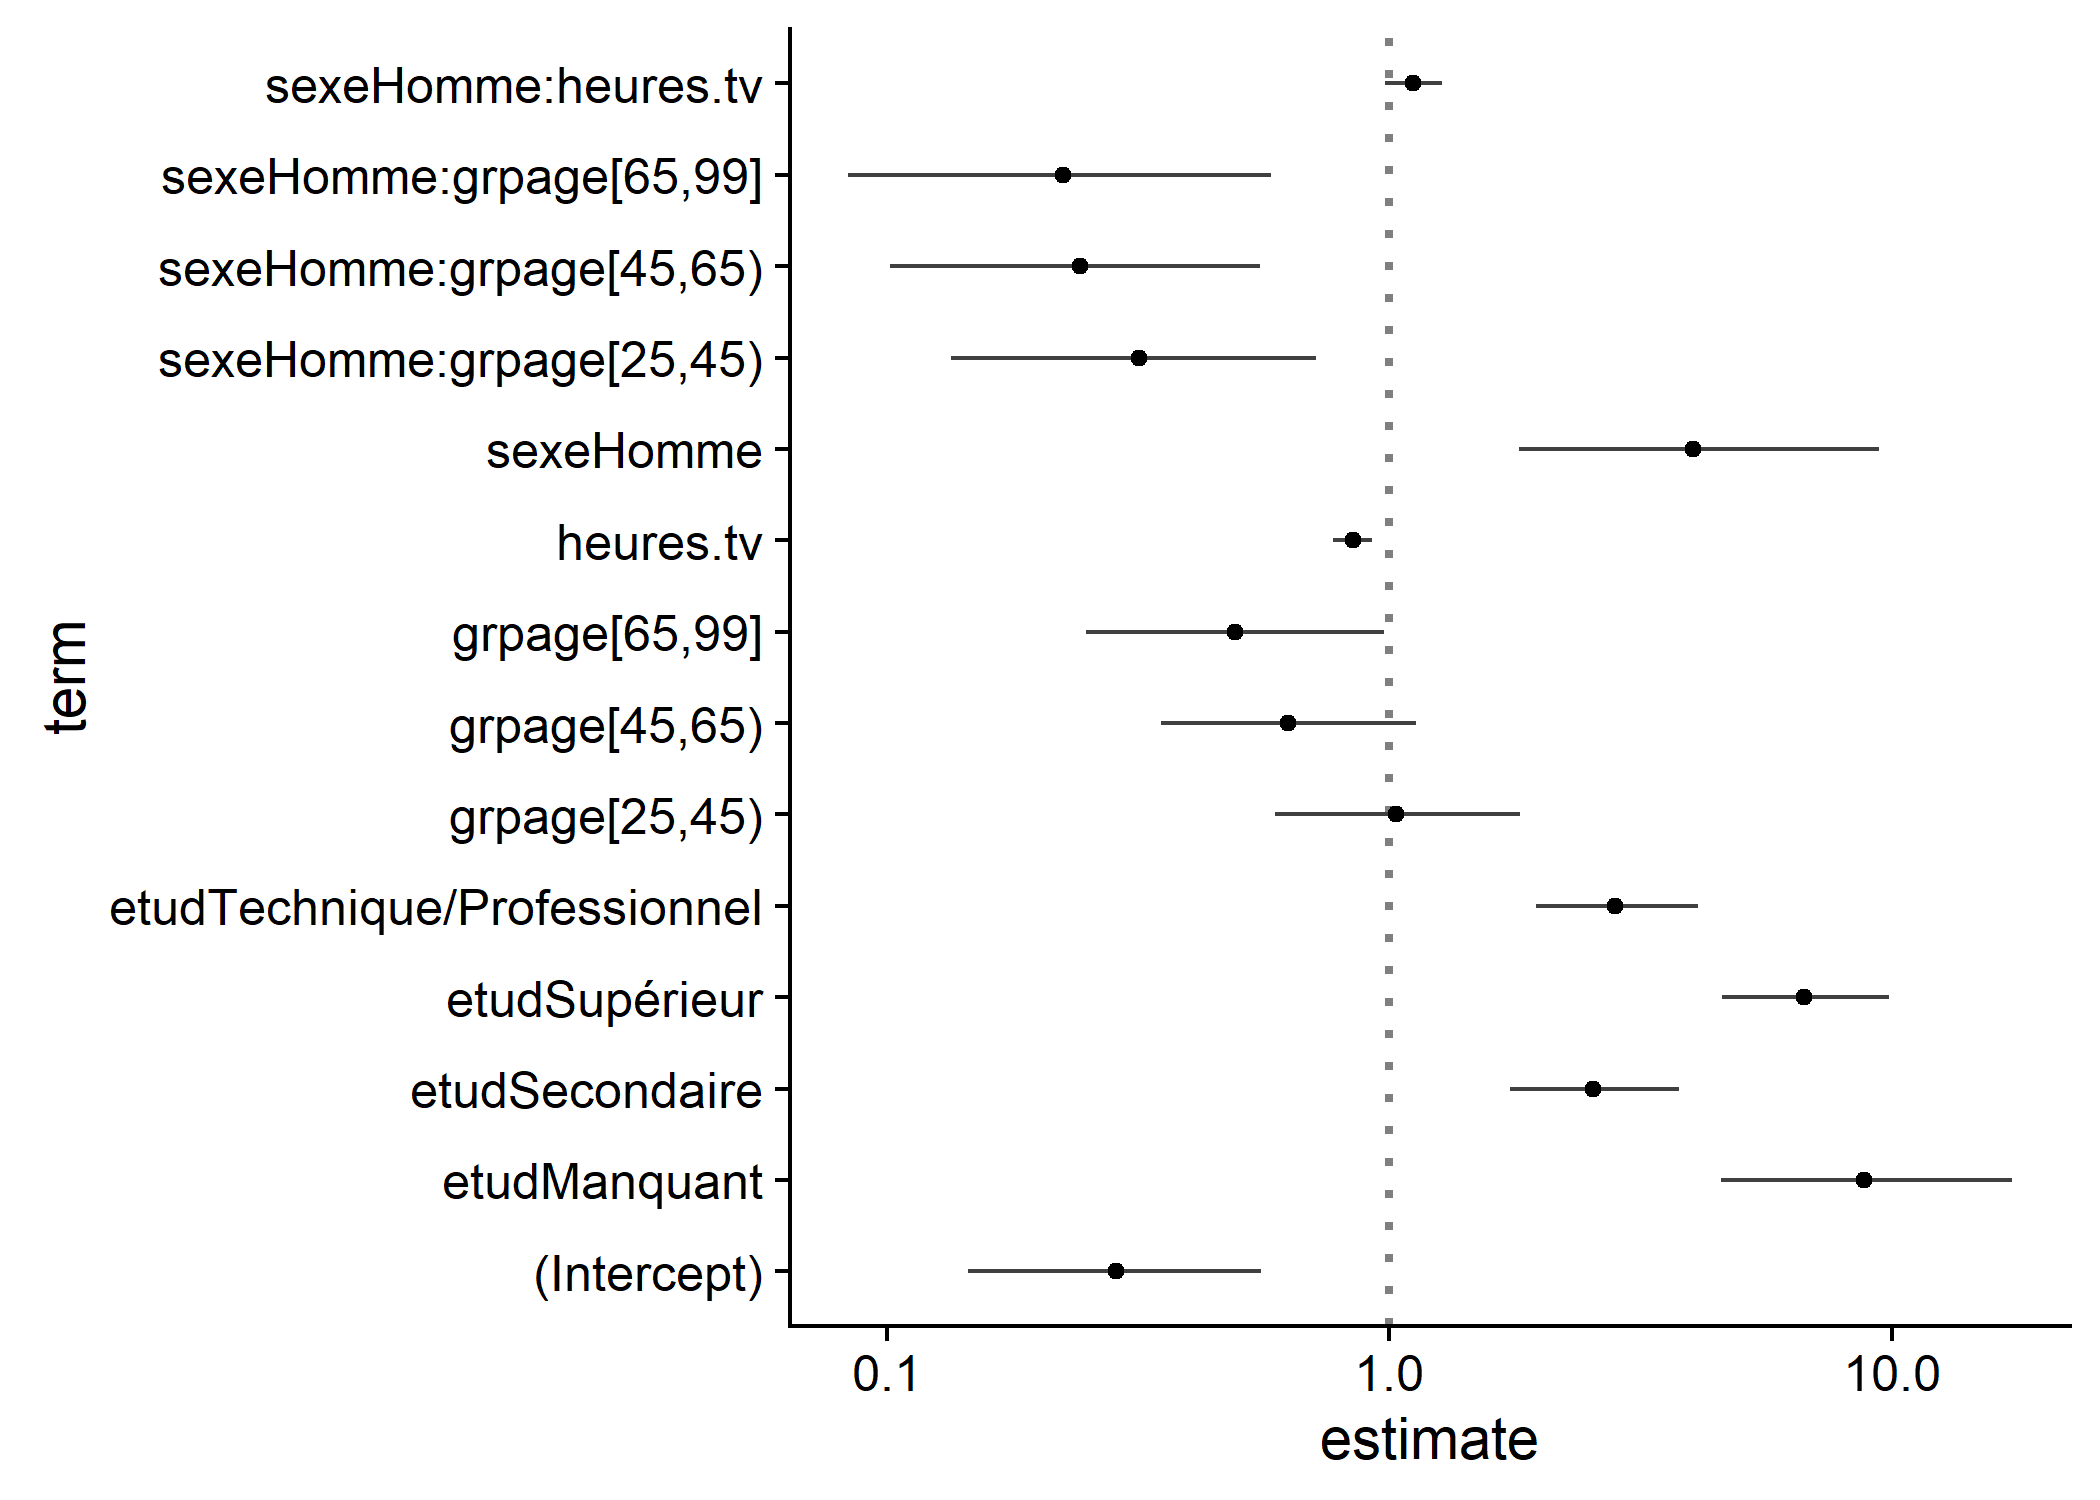 sexeHomme:heures.tv
sexeHomme:grpage[65,99]
sexeHomme:grpage[45,65)
sexeHomme:grpage[25,45)
sexeHomme
heures.tv
grpage[65,99]
grpage[45,65)
grpage[25,45)
etudTechnique/Professionnel
etudSupérieur
etudSecondaire
etudManquant
(Intercept)
term
0.1 1.0 10.0
estimate